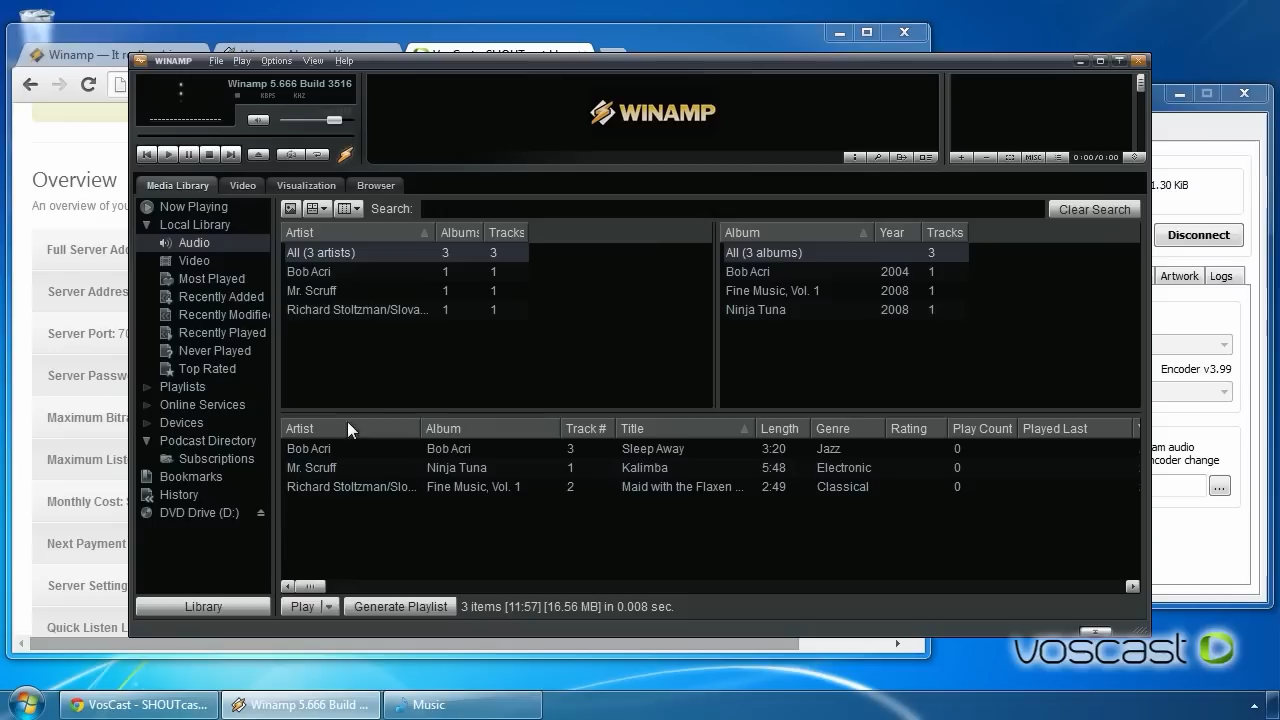 Winamp — It r
VosCast - SHOUTcast H
WINAMP File Play Options View Help
Winamp 5.666 Build 3516
KBPS KHZ
WINAMP
MISC 0:00/0:00
Media Library Video Visualization Browser
Search:
Clear Search
Now Playing
Local Library
Audio
Video
Most Played
Recently Added
Recently Modifie
Recently Played
Never Played
Top Rated
Playlists
Online Services
Devices
Podcast Directory
Subscriptions
Bookmarks
History
DVD Drive (D:)
Library
Artist Albums Tracks
All (3 artists) 3 3
Bob Acri 1 1
Mr. Scruff 1 1
Richard Stoltzman/Slova... 1 1
Album Year Tracks
All (3 albums) 3
Bob Acri 2004 1
Fine Music, Vol. 1 2008 1
Ninja Tuna 2008 1
Artist Album Track # Title Length Genre Rating Play Count Played Last
Bob Acri Bob Acri 3 Sleep Away 3:20 Jazz 0
Mr. Scruff Ninja Tuna 1 Kalimba 5:48 Electronic 0
Richard Stoltzman/Slo... Fine Music, Vol. 1 2 Maid with the Flaxen ... 2:49 Classical 0
Play Generate Playlist 3 items [11:57] [16.56 MB] in 0.008 sec.
Overview
An overview of you
Full Server Ad
Server Addres
Server Port: 70
Server Passw
Maximum Bitra
Maximum List
Monthly Cost: $
Next Payment
Server Setting
Quick Listen L
1.30 KiB
Disconnect
Artwork Logs
Encoder v3.99
am audio
ncoder change
...
voscast
VosCast - SHOUTcas... Winamp 5.666 Build ... Music